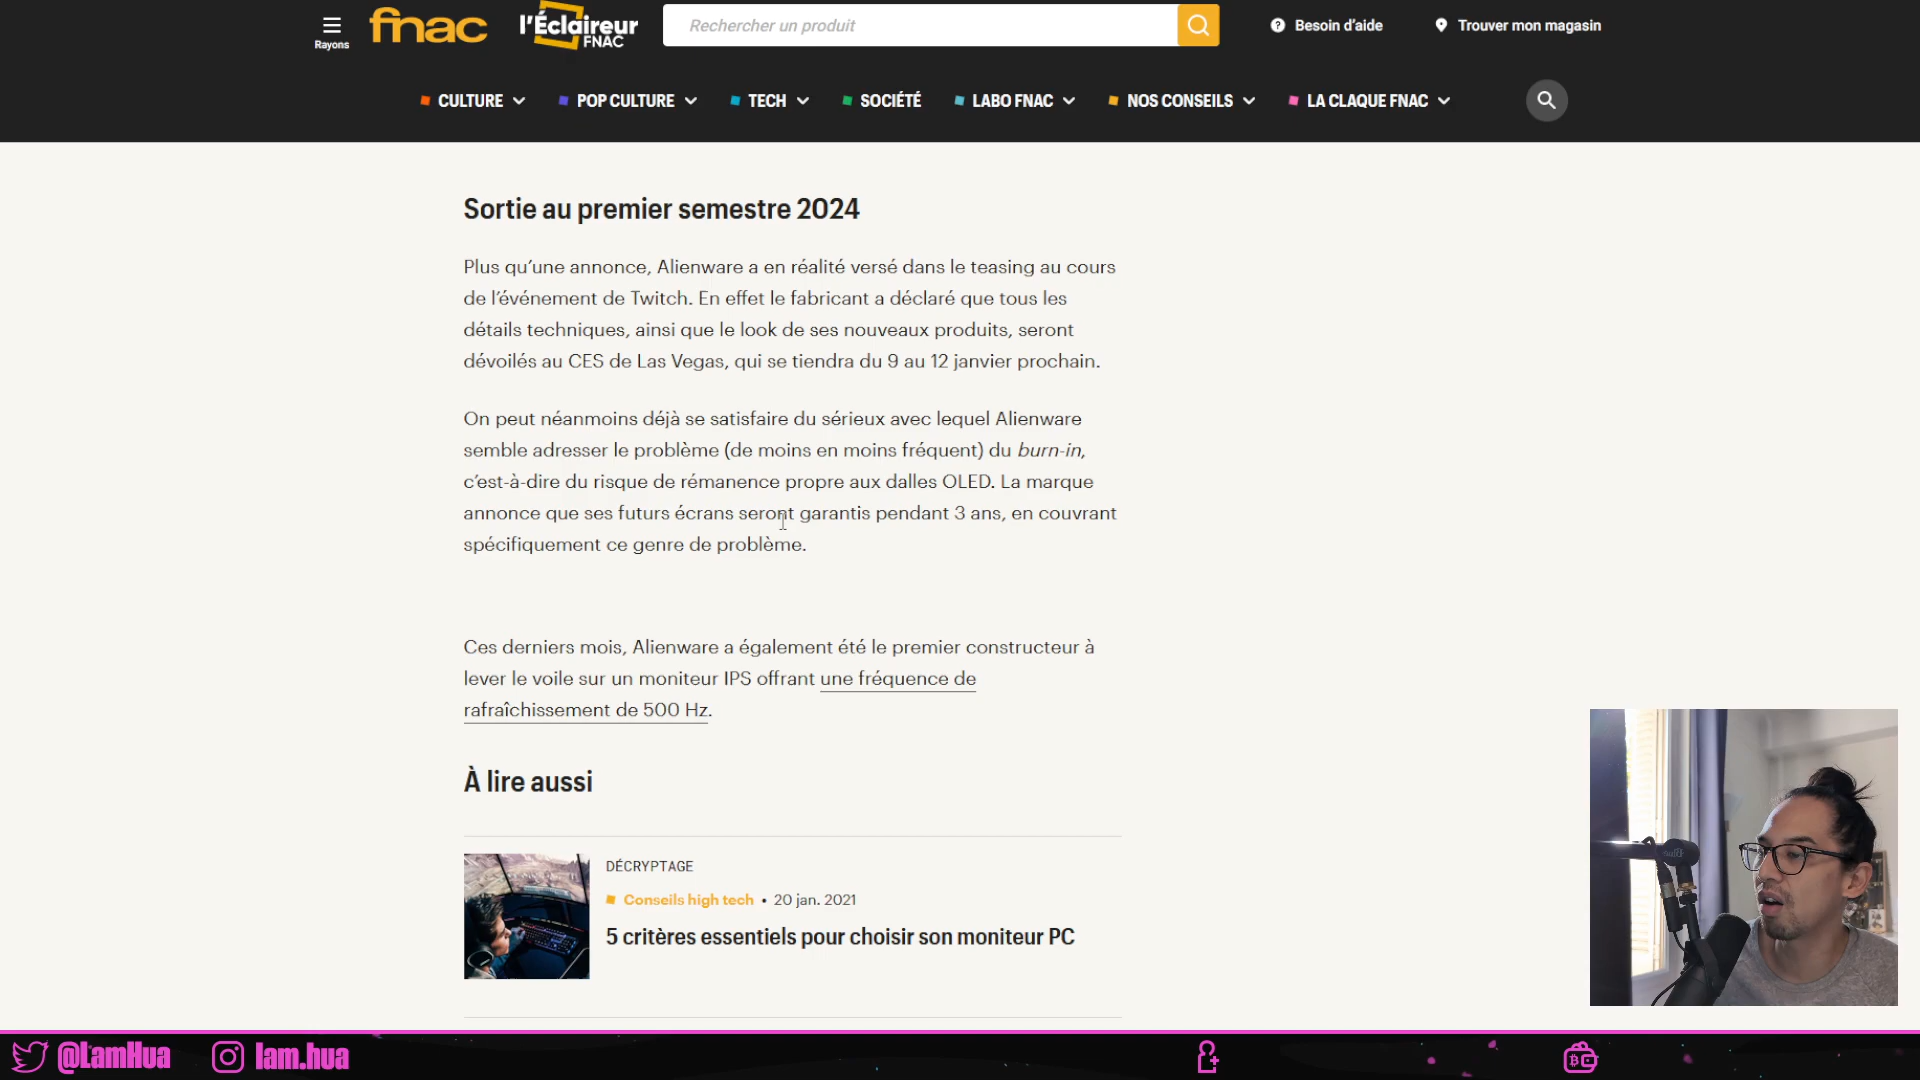 Rayons
fnac
l'Éclaireur
FNAC
Rechercher un produit
Besoin d'aide
Trouver mon magasin
CULTURE
POP CULTURE
TECH
SOCIÉTÉ
LABO FNAC
NOS CONSEILS
LA CLAQUE FNAC
Sortie au premier semestre 2024
Plus qu'une annonce, Alienware a en réalité versé dans le teasing au cours
de l'événement de Twitch. En effet le fabricant a déclaré que tous les
détails techniques, ainsi que le look de ses nouveaux produits, seront
dévoilés au CES de Las Vegas, qui se tiendra du 9 au 12 janvier prochain.
On peut néanmoins déjà se satisfaire du sérieux avec lequel Alienware
semble adresser le problème (de moins en moins fréquent) du burn-in,
c'est-à-dire du risque de rémanence propre aux dalles OLED. La marque
annonce que ses futurs écrans seront garantis pendant 3 ans, en couvrant
spécifiquement ce genre de problème.
Ces derniers mois, Alienware a également été le premier constructeur à
lever le voile sur un moniteur IPS offrant une fréquence de
rafraîchissement de 500 Hz.
À lire aussi
DÉCRYPTAGE
Conseils high tech • 20 jan. 2021
5 critères essentiels pour choisir son moniteur PC
@LamHua
lam.hua